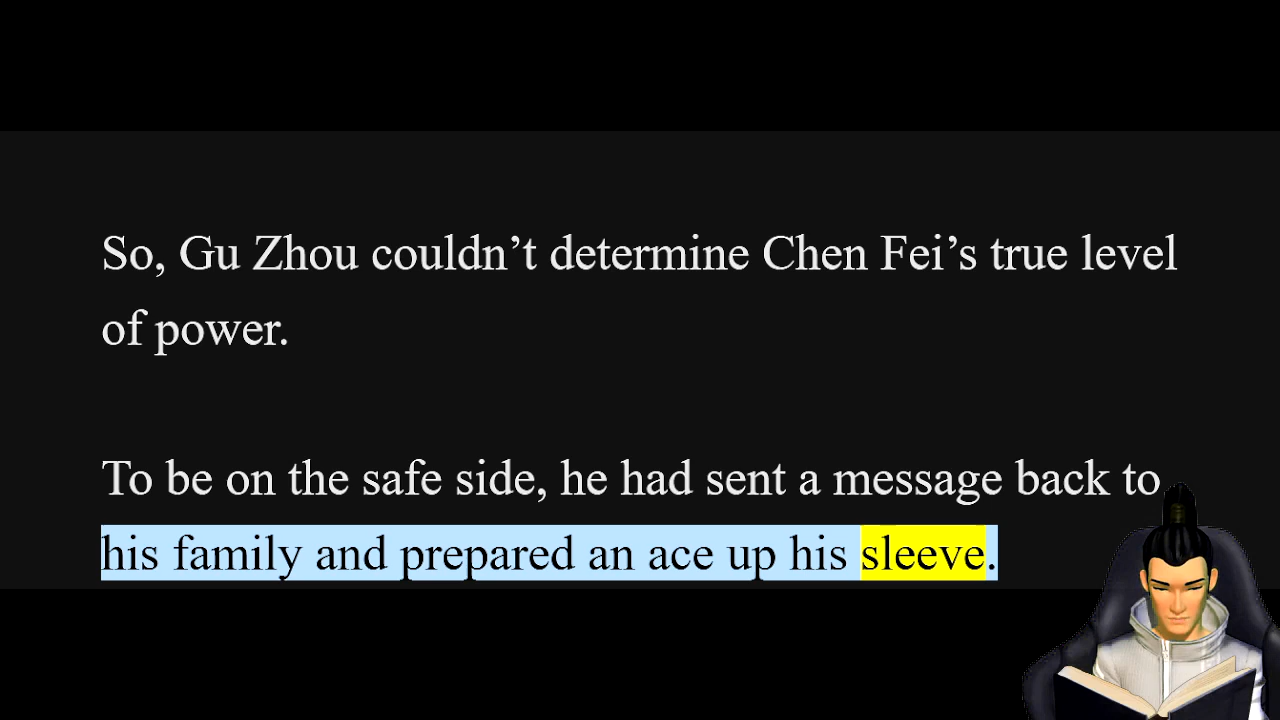 So, Gu Zhou couldn’t determine Chen Fei’s true level
of power.
To be on the safe side, he had sent a message back to
his family and prepared an ace up his sleeve.